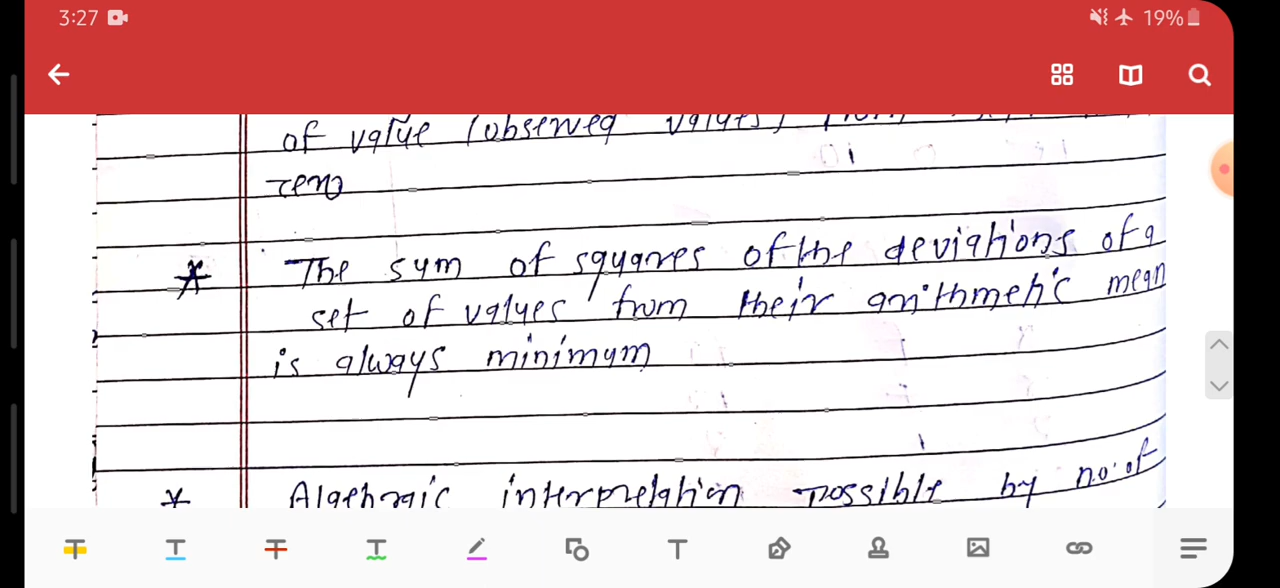 3:27
19%
of value (observed values)
zero
* The sum of squares of the deviations of a
set of values from their arithmetic mean
is always minimum
* Algebraic interpretation possible by no. of
T T T T T